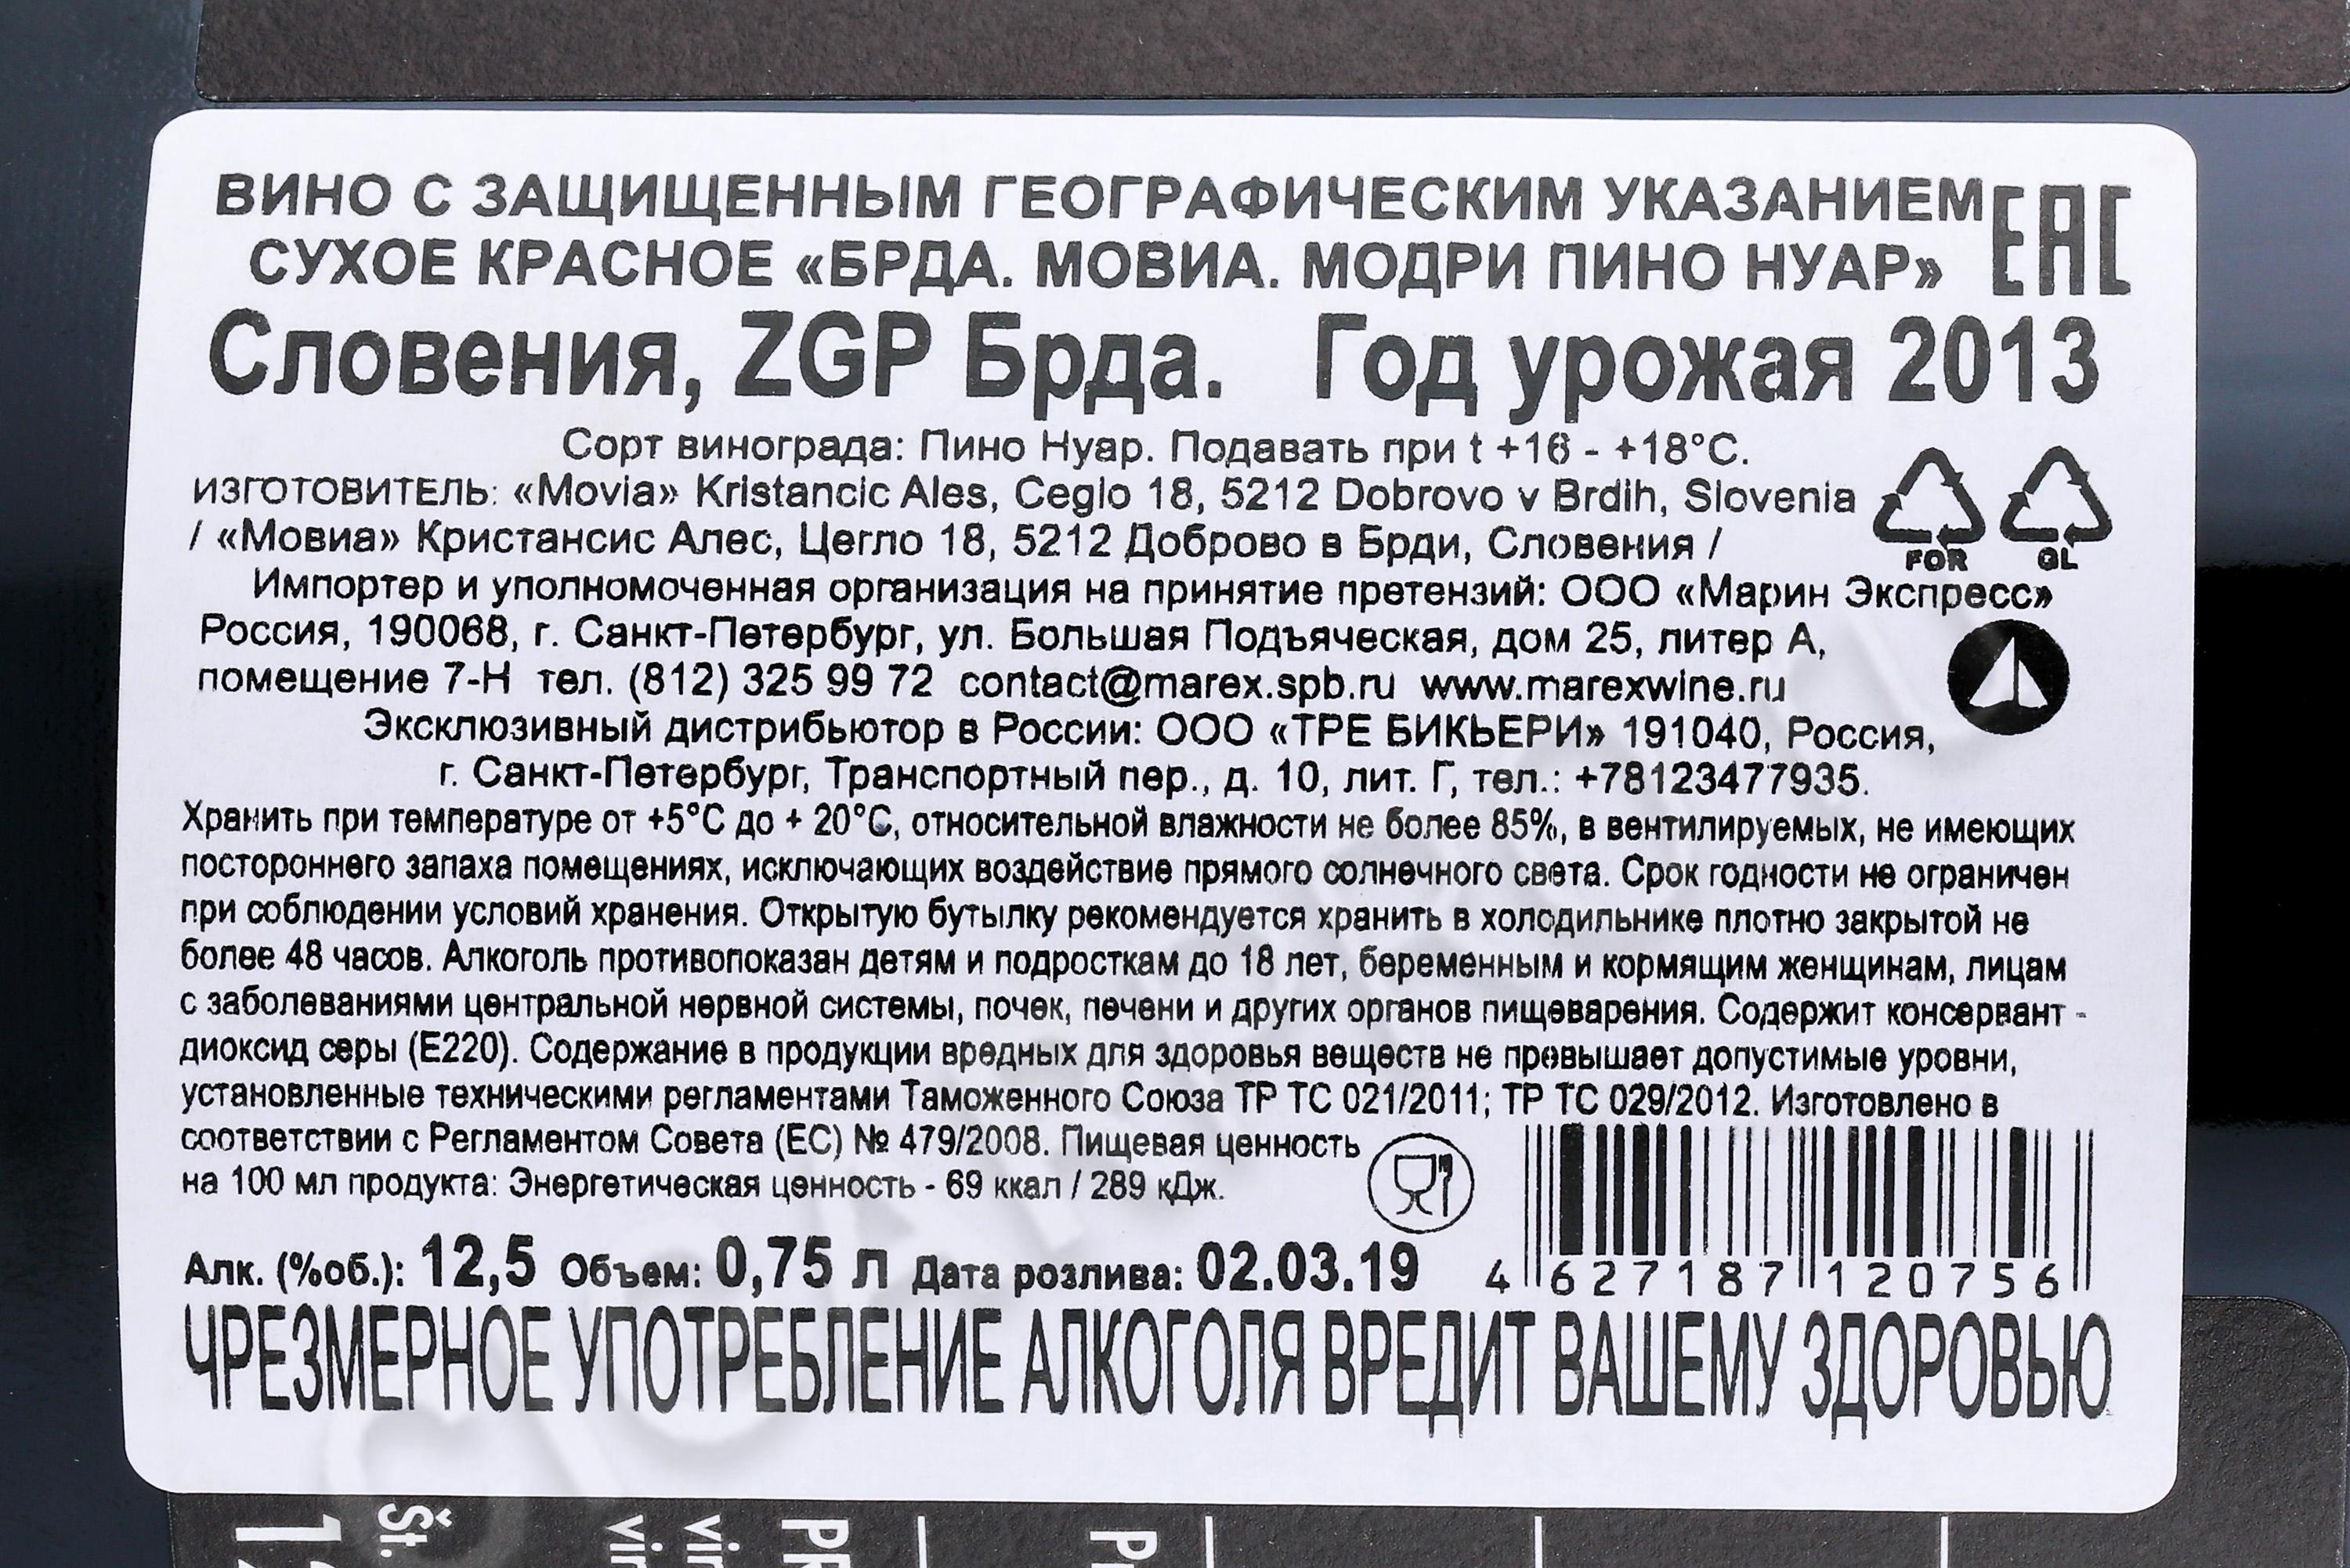 ВИНО С ЗАЩИЩЕННЫМ ГЕОГРАФИЧЕСКИМ УКАЗАНИЕМ
EAC
СУХОЕ КРАСНОЕ «БРДА. МОВИА. МОДРИ ПИНО НУАР»
Словения, ZGP Брда. Год урожая 2013
Сорт винограда: Пино Нуар. Подавать при t +16 - +18°С.
ИЗГОТОВИТЕЛЬ: «Movia» Kristancic Ales, Ceglo 18, 5212 Dobrovo v Brdih, Slovenia
/ «Мовиа» Кристансис Алес, Цегло 18, 5212 Доброво в Брди, Словения /
FOR GL
Импортер и уполномоченная организация на принятие претензий: ООО «Марин Экспресс»
Россия, 190068, г. Санкт-Петербург, ул. Большая Подъяческая, дом 25, литер А,
помещение 7-Н тел. (812) 325 99 72 contact@marex.spb.ru www.marexwine.ru
Эксклюзивный дистрибьютор в России: ООО «ТРЕ БИКЬЕРИ» 191040, Россия,
г. Санкт-Петербург, Транспортный пер., д. 10, лит. Г, тел.: +78123477935.
Хранить при температуре от +5°С до + 20°С, относительной влажности не более 85%, в вентилируемых, не имеющих
постороннего запаха помещениях, исключающих воздействие прямого солнечного света. Срок годности не ограничен
при соблюдении условий хранения. Открытую бутылку рекомендуется хранить в холодильнике плотно закрытой не
более 48 часов. Алкоголь противопоказан детям и подросткам до 18 лет, беременным и кормящим женщинам, лицам
с заболеваниями центральной нервной системы, почек, печени и других органов пищеварения. Содержит консервант -
диоксид серы (Е220). Содержание в продукции вредных для здоровья веществ не превышает допустимые уровни,
установленные техническими регламентами Таможенного Союза ТР ТС 021/2011; ТР ТС 029/2012. Изготовлено в
соответствии с Регламентом Совета (ЕС) № 479/2008. Пищевая ценность
на 100 мл продукта: Энергетическая ценность - 69 ккал / 289 кДж.
Алк. (%об.): 12,5 Объем: 0,75 л Дата розлива: 02.03.19
4 627187 120756
ЧРЕЗМЕРНОЕ УПОТРЕБЛЕНИЕ АЛКОГОЛЯ ВРЕДИТ ВАШЕМУ ЗДОРОВЬЮ
Št.